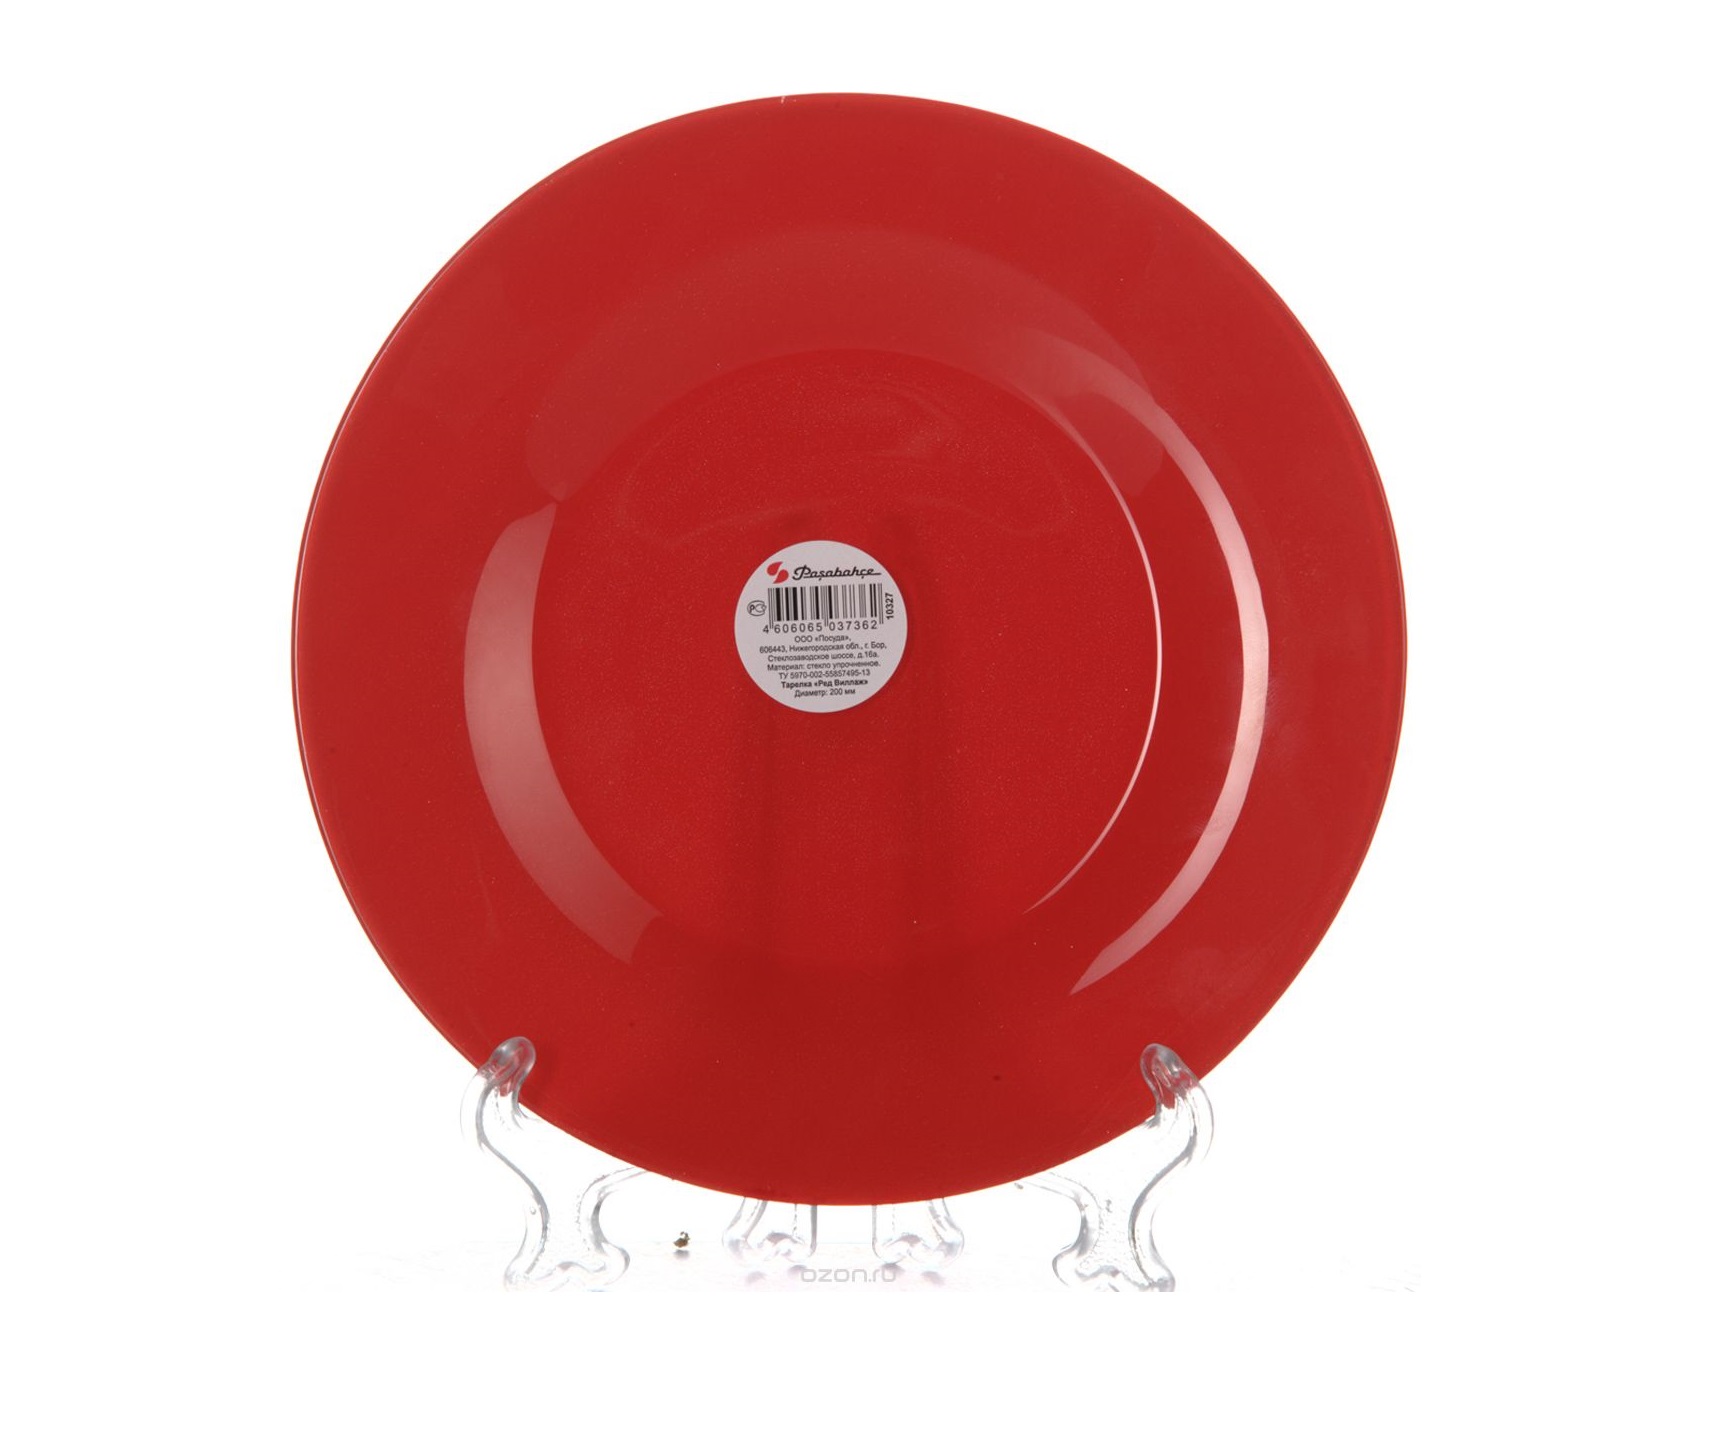 Paşabahçe
РСТ
10327
4 606065 037362
ООО «Посуда»,
606443, Нижегородская обл., г. Бор,
Стеклозаводское шоссе, д.16а.
Материал: стекло упрочненное.
ТУ 5970-002-55857495-13
Тарелка «Ред Виллаж»
Диаметр: 200 мм
ozon.ru